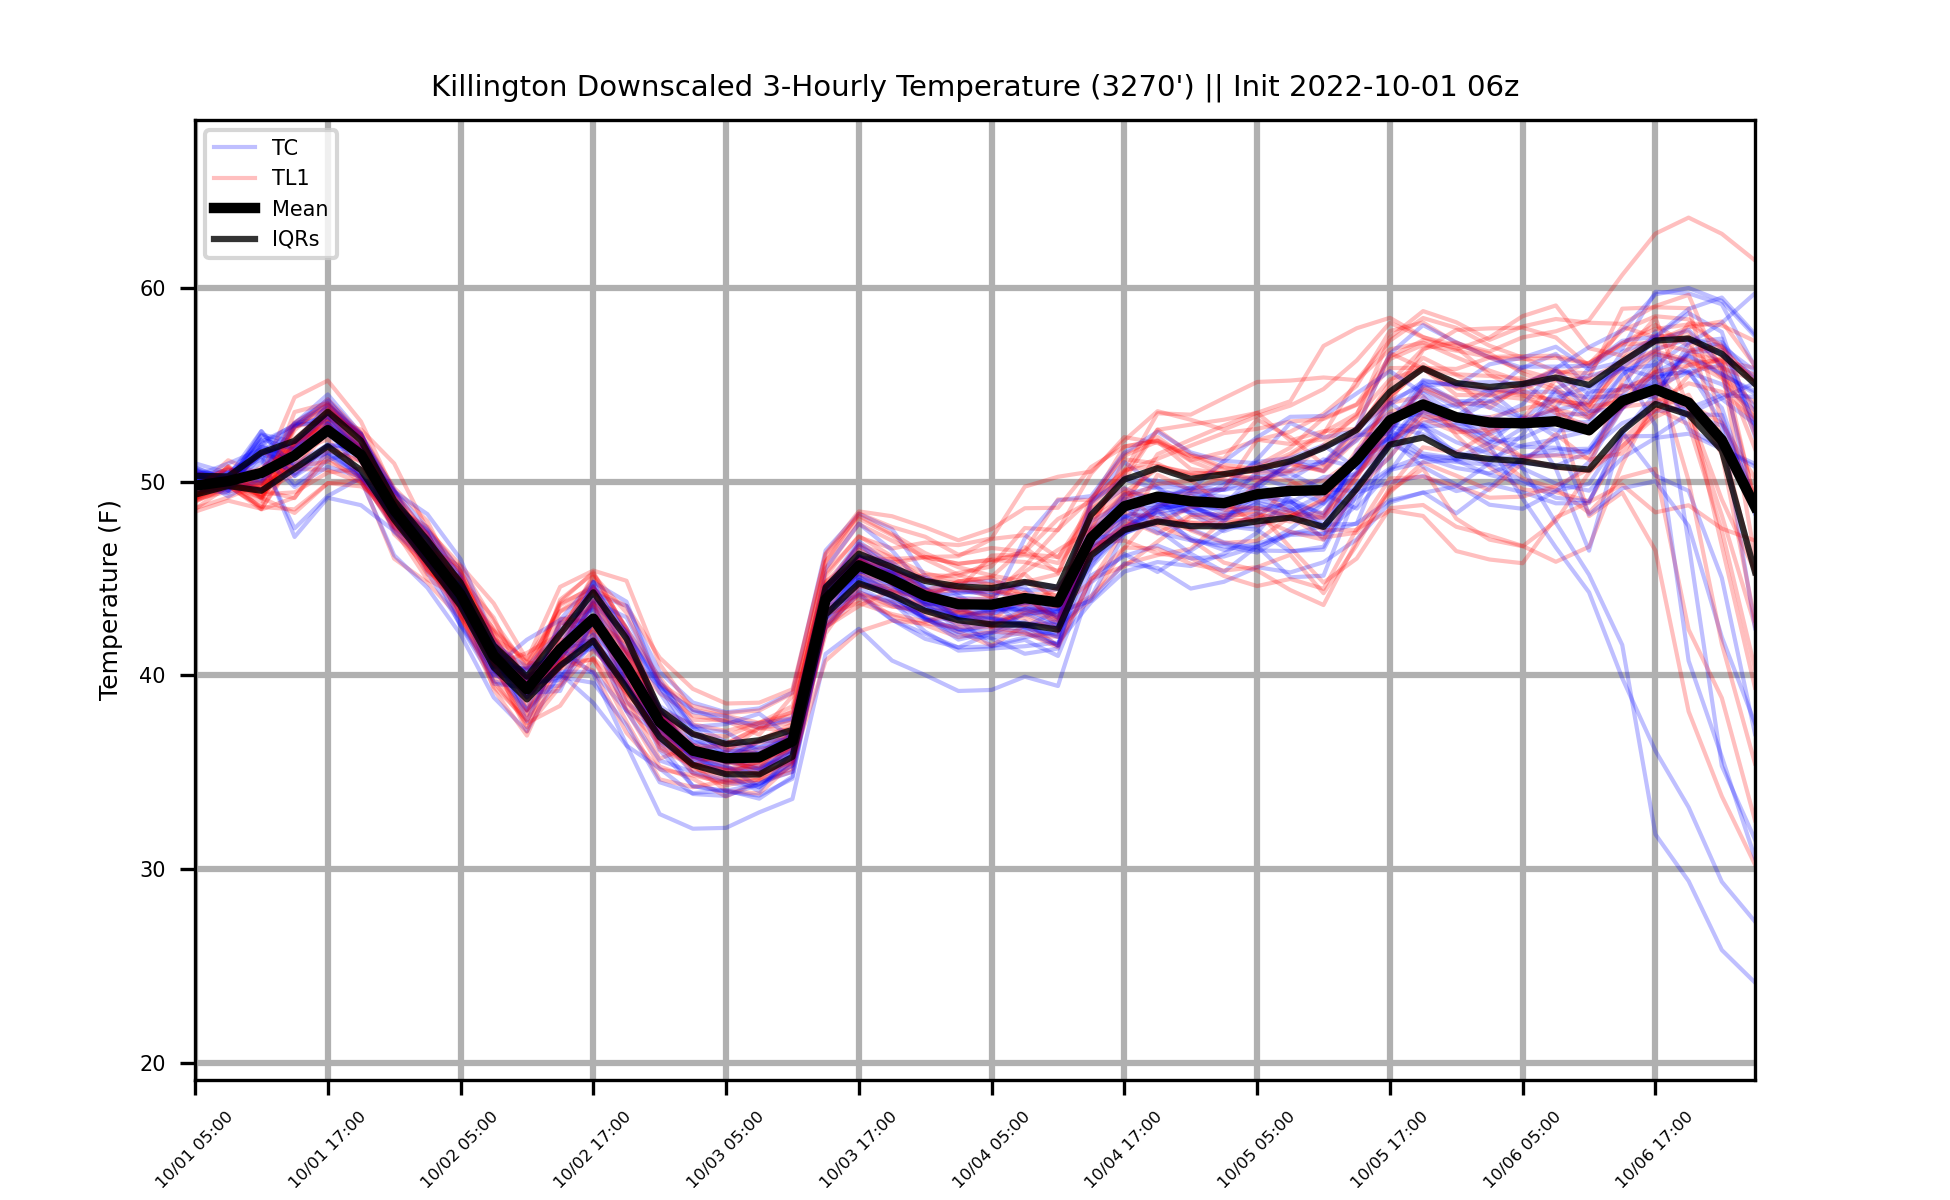 Killington Downscaled 3-Hourly Temperature (3270') || Init 2022-10-01 06z
TC
TL1
Mean
IQRs
Temperature (F)
60
50
40
30
20
10/01 05:00
10/01 17:00
10/02 05:00
10/02 17:00
10/03 05:00
10/03 17:00
10/04 05:00
10/04 17:00
10/05 05:00
10/05 17:00
10/06 05:00
10/06 17:00